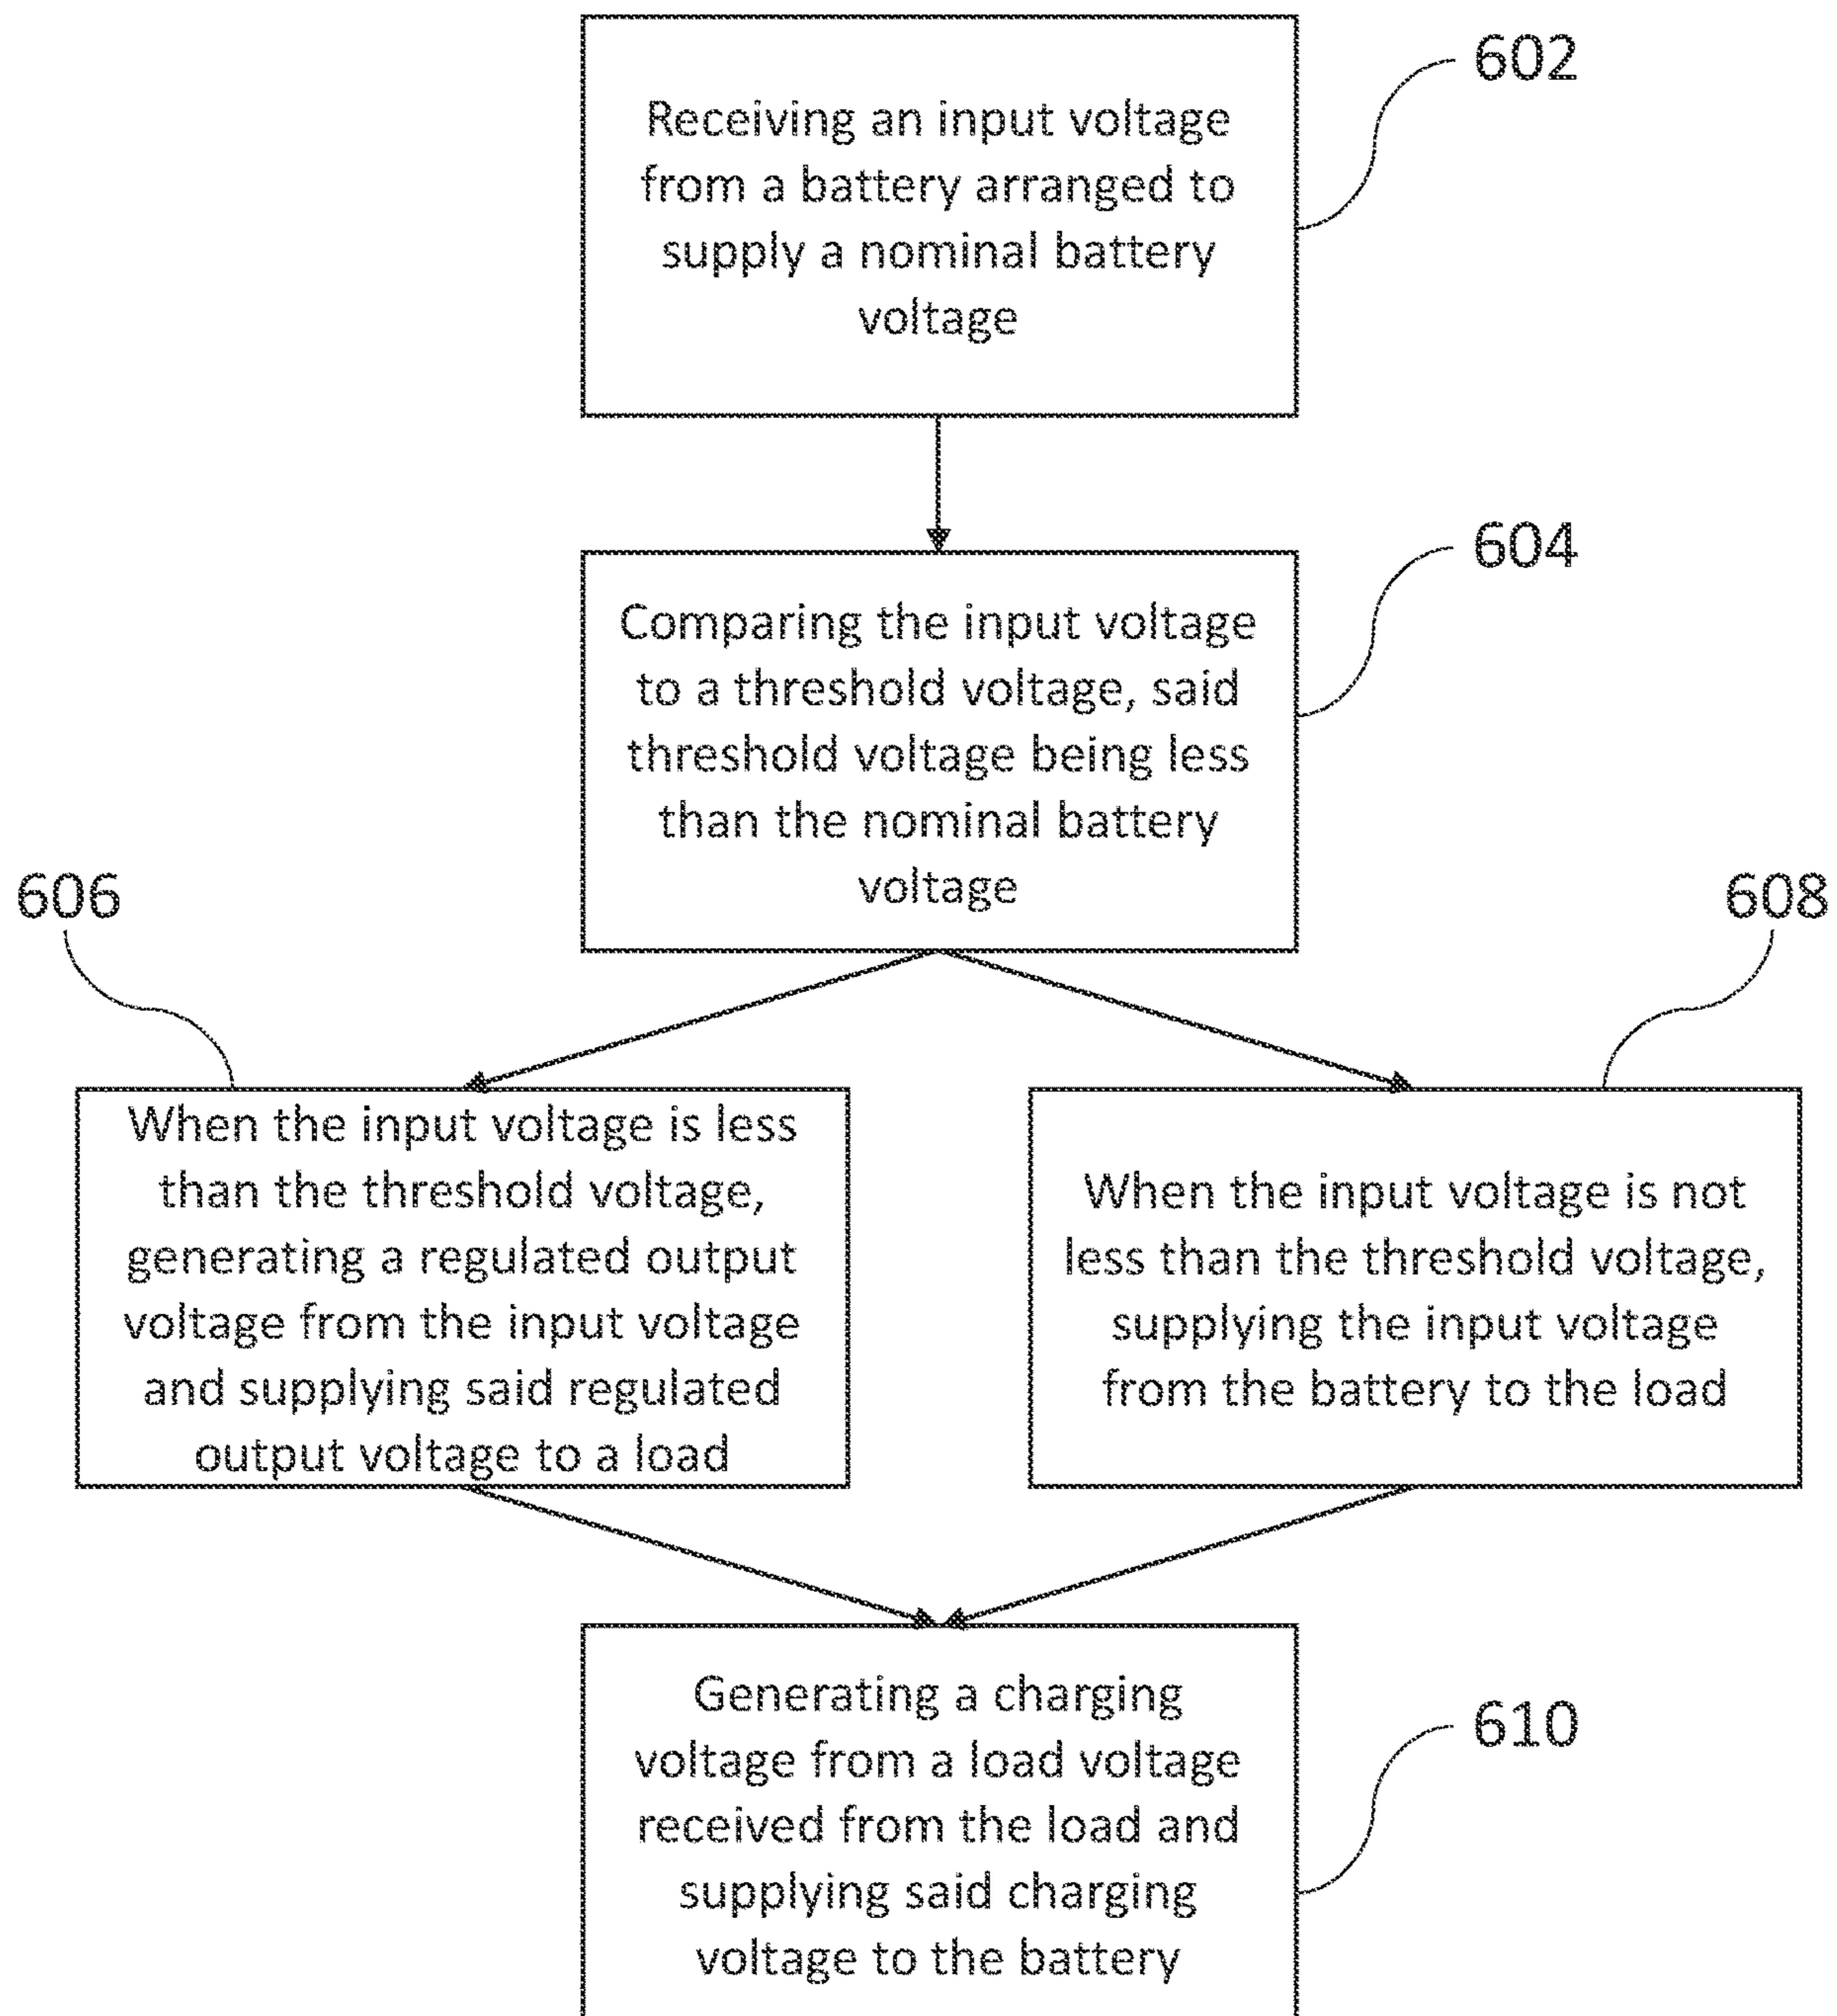 602
Receiving an input voltage
from a battery arranged to
supply a nominal battery
voltage
604
Comparing the input voltage
to a threshold voltage, said
threshold voltage being less
than the nominal battery
voltage
606
608
When the input voltage is less
than the threshold voltage,
generating a regulated output
voltage from the input voltage
and supplying said regulated
output voltage to a load
When the input voltage is not
less than the threshold voltage,
supplying the input voltage
from the battery to the load
610
Generating a charging
voltage from a load voltage
received from the load and
supplying said charging
voltage to the battery